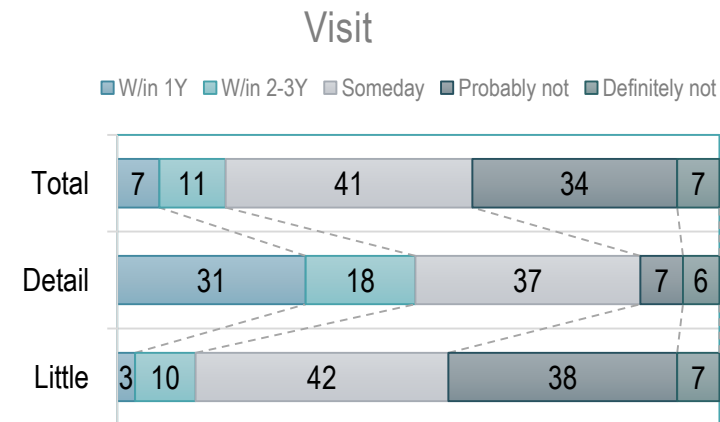 Visit
W/in 1Y W/in 2-3Y Someday Probably not Definitely not
Total 7 11 41 34 7
Detail 31 18 37 7 6
Little 3 10 42 38 7